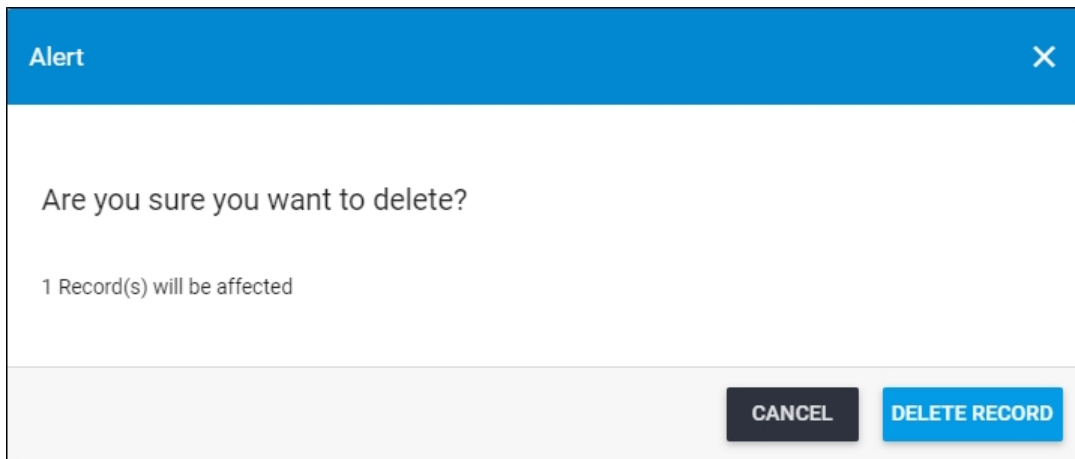 Alert
Are you sure you want to delete?
1 Record(s) will be affected
CANCEL DELETE RECORD